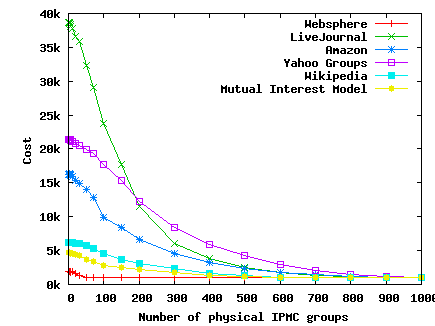 40k
35k
30k
25k
20k
15k
10k
5k
0k
Cost
Websphere
LiveJournal
Amazon
Yahoo Groups
Wikipedia
Mutual Interest Model
0 100 200 300 400 500 600 700 800 900 1000
Number of physical IPMC groups